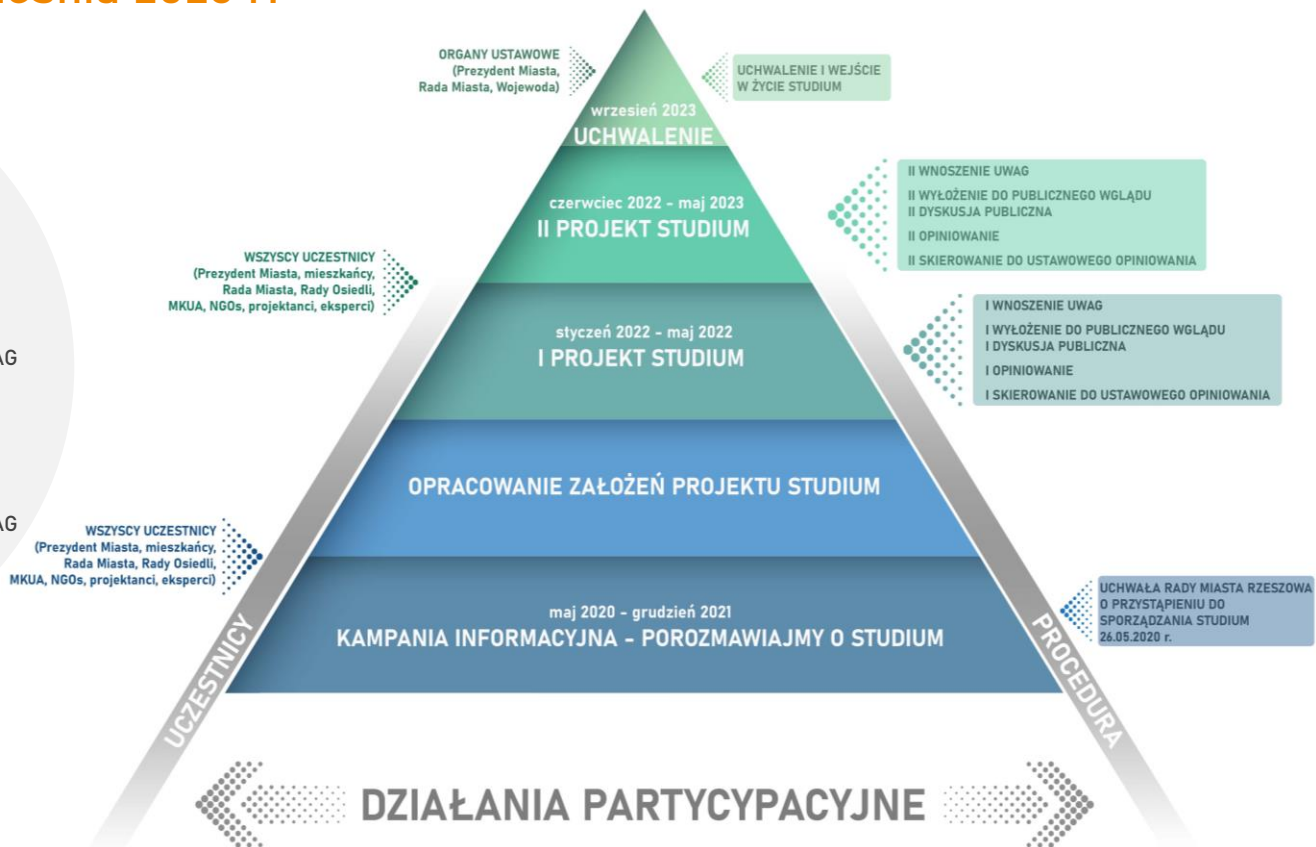 ORGANY USTAWOWE
(Prezydent Miasta,
Rada Miasta, Wojewoda)
UCHWALENIE I WEJŚCIE
W ŻYCIE STUDIUM
wrzesień 2023
UCHWALENIE
II WNOSZENIE UWAG
II WYŁOŻENIE DO PUBLICZNEGO WGLĄDU
II DYSKUSJA PUBLICZNA
II OPINIOWANIE
II SKIEROWANIE DO USTAWOWEGO OPINIOWANIA
czerwiec 2022 - maj 2023
II PROJEKT STUDIUM
WSZYSCY UCZESTNICY
(Prezydent Miasta, mieszkańcy,
Rada Miasta, Rady Osiedli,
MKUA, NGOs, projektanci, eksperci)
I WNOSZENIE UWAG
I WYŁOŻENIE DO PUBLICZNEGO WGLĄDU
I DYSKUSJA PUBLICZNA
I OPINIOWANIE
I SKIEROWANIE DO USTAWOWEGO OPINIOWANIA
styczeń 2022 - maj 2022
I PROJEKT STUDIUM
AG
OPRACOWANIE ZAŁOŻEŃ PROJEKTU STUDIUM
AG
WSZYSCY UCZESTNICY
(Prezydent Miasta, mieszkańcy,
Rada Miasta, Rady Osiedli,
MKUA, NGOs, projektanci, eksperci)
UCHWAŁA RADY MIASTA RZESZOWA
O PRZYSTĄPIENIU DO
SPORZĄDZANIA STUDIUM
26.05.2020 r.
maj 2020 - grudzień 2021
KAMPANIA INFORMACYJNA - POROZMAWIAJMY O STUDIUM
UCZESTNICY
PROCEDURA
DZIAŁANIA PARTYCYPACYJNE